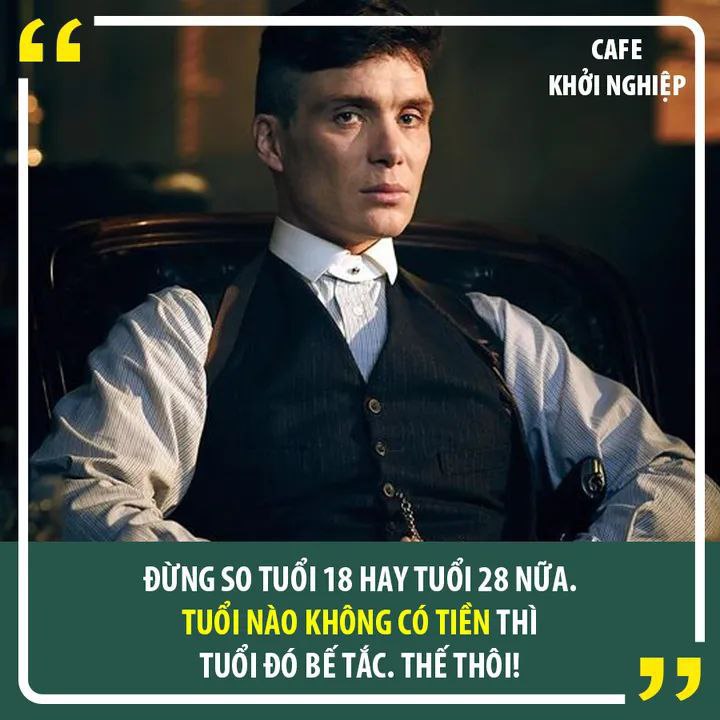 “
CAFE
KHỞI NGHIỆP
ĐỪNG SO TUỔI 18 HAY TUỔI 28 NỮA.
TUỔI NÀO KHÔNG CÓ TIỀN THÌ
TUỔI ĐÓ BẾ TẮC. THẾ THÔI!
”